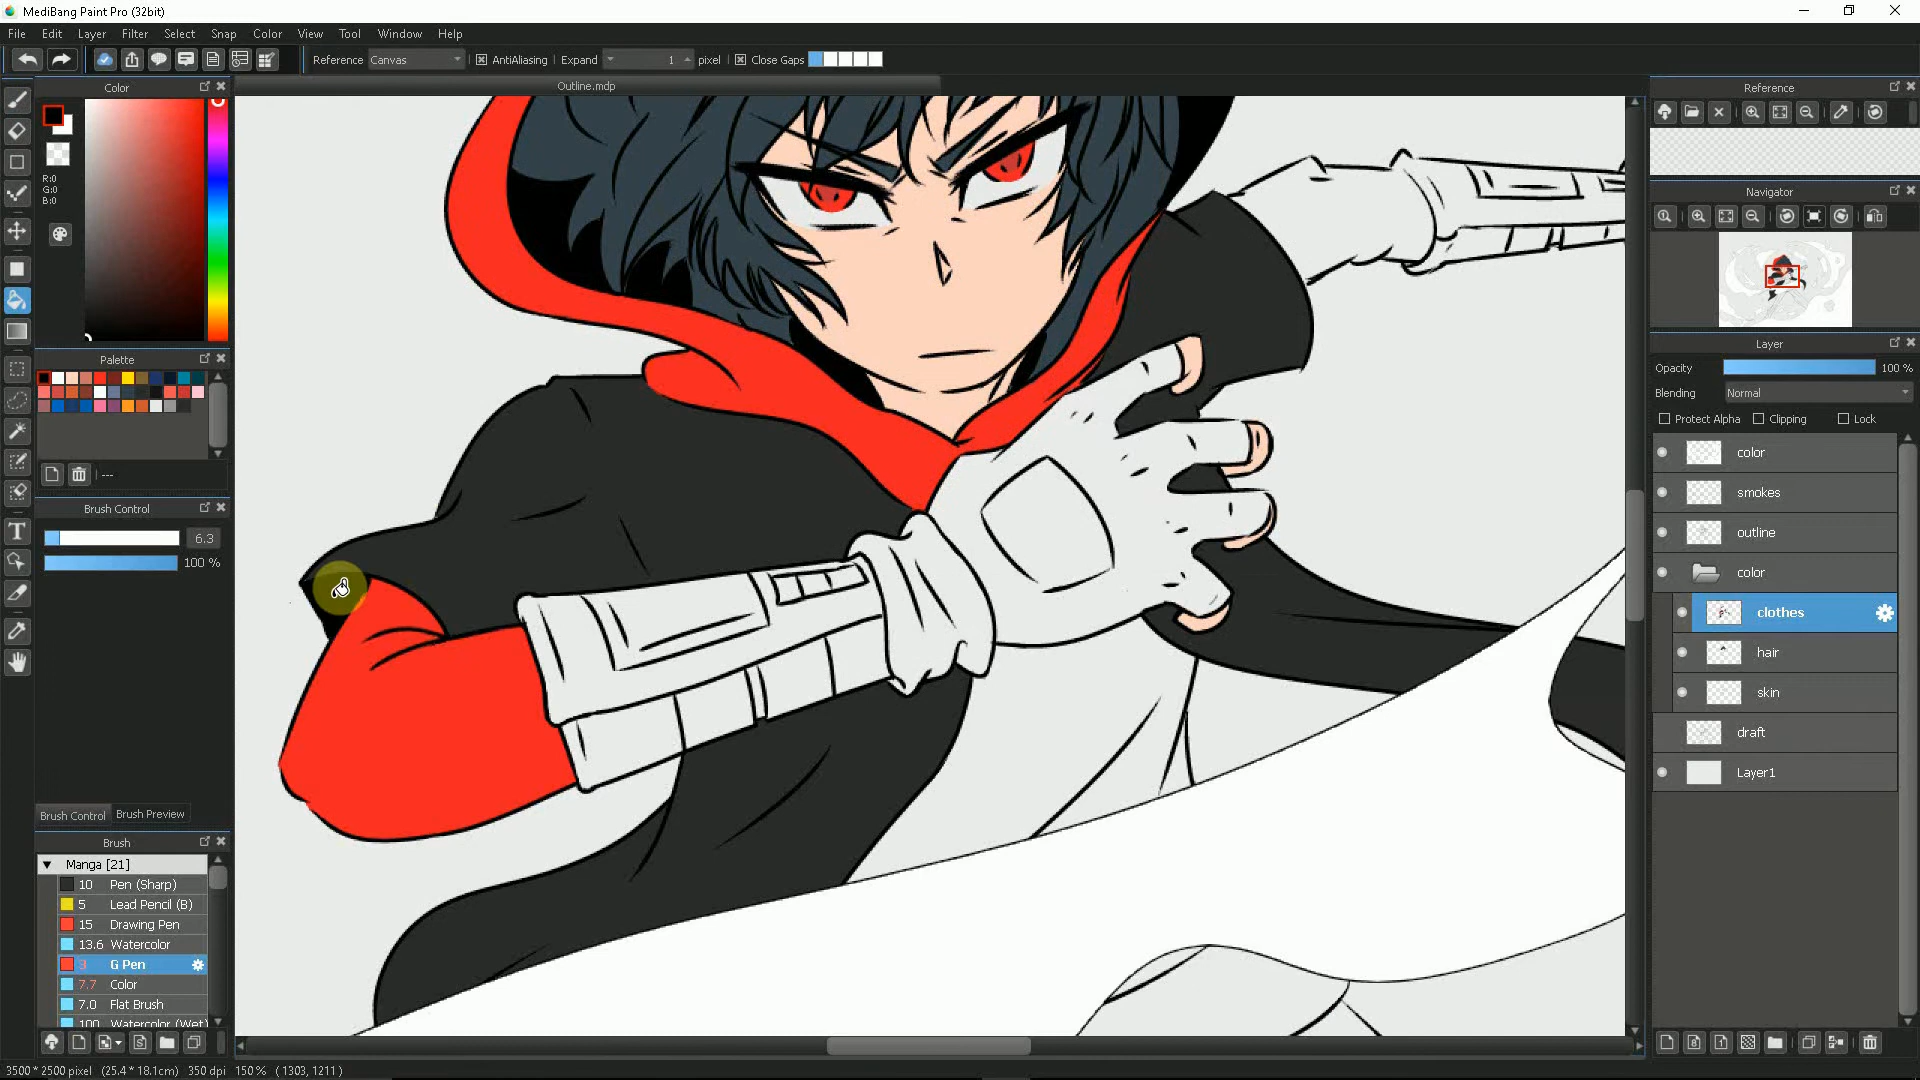 MediBang Paint Pro (32bit)
File Edit Layer Filter Select Snap Color View Tool Window Help
Reference Canvas AntiAliasing Expand 1 pixel Close Gaps
Color
Outline.mdp
Reference
R:0
G:0
B:0
Navigator
Palette
Layer
Opacity 100 %
Blending Normal
Protect Alpha Clipping Lock
color
smokes
outline
color
clothes
hair
skin
draft
Layer1
---
Brush Control
6.3
100 %
Brush Control Brush Preview
Brush
Manga [21]
10 Pen (Sharp)
5 Lead Pencil (B)
15 Drawing Pen
13.6 Watercolor
3 G Pen
7.7 Color
7.0 Flat Brush
100 Watercolor (Wet)
3500 * 2500 pixel (25.4 * 18.1cm) 350 dpi 150 % ( 1303, 1211 )